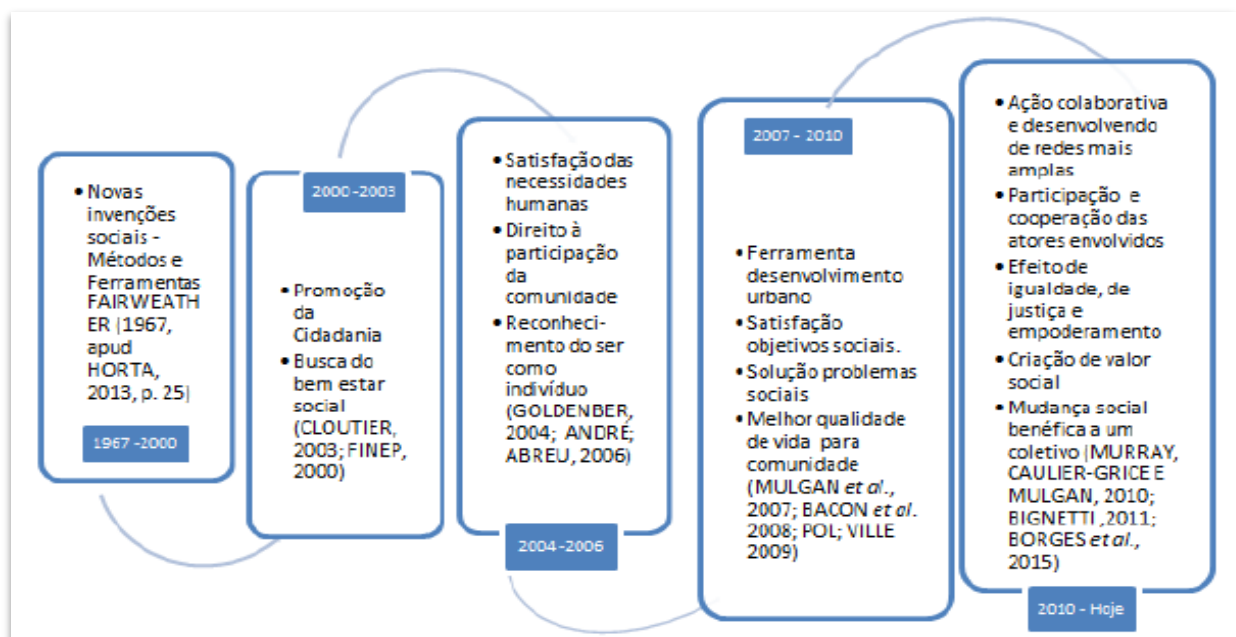 • Novas
invenções
sociais -
Métodos e
Ferramentas
FAIRWEATH
ER (1967,
apud
HORTA,
2013, p. 25)
1967 -2000
2000 -2003
• Promoção
da
Cidadania
• Busca do
bem estar
social
(CLOUTIER,
2003; FINEP,
2000)
• Satisfação das
necessidades
humanas
• Direito à
participação
da
comunidade
• Reconheci-
mento do ser
como
indivíduo
(GOLDENBER,
2004; ANDRÉ;
ABREU, 2006)
2004 -2006
2007 - 2010
• Ferramenta
desenvolvimento
urbano
• Satisfação
objetivos sociais.
• Solução problemas
sociais
• Melhor qualidade
de vida para
comunidade
(MULGAN et al.,
2007; BACON et al.
2008; POL; VILLE
2009)
• Ação colaborativa
e desenvolvendo
de redes mais
amplas
• Participação e
cooperação das
atores envolvidos
• Efeito de
igualdade, de
justiça e
empoderamento
• Criação de valor
social
• Mudança social
benéfica a um
coletivo (MURRAY,
CAULIER-GRICE E
MULGAN, 2010;
BIGNETTI ,2011;
BORGES et al.,
2015)
2010 - Hoje